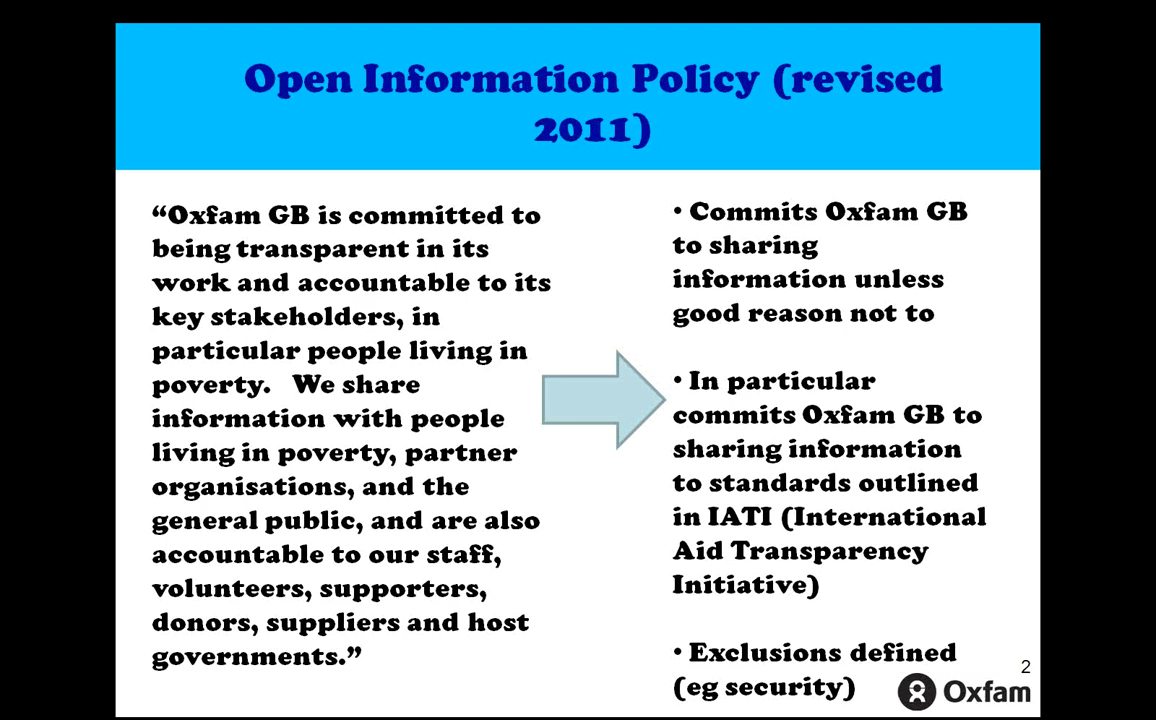 Open Information Policy (revised
2011)
“Oxfam GB is committed to
being transparent in its
work and accountable to its
key stakeholders, in
particular people living in
poverty.   We share
information with people
living in poverty, partner
organisations, and the
general public, and are also
accountable to our staff,
volunteers, supporters,
donors, suppliers and host
governments.”
• Commits Oxfam GB
to sharing
information unless
good reason not to
• In particular
commits Oxfam GB to
sharing information
to standards outlined
in IATI (International
Aid Transparency
Initiative)
• Exclusions defined
(eg security)
2
Oxfam